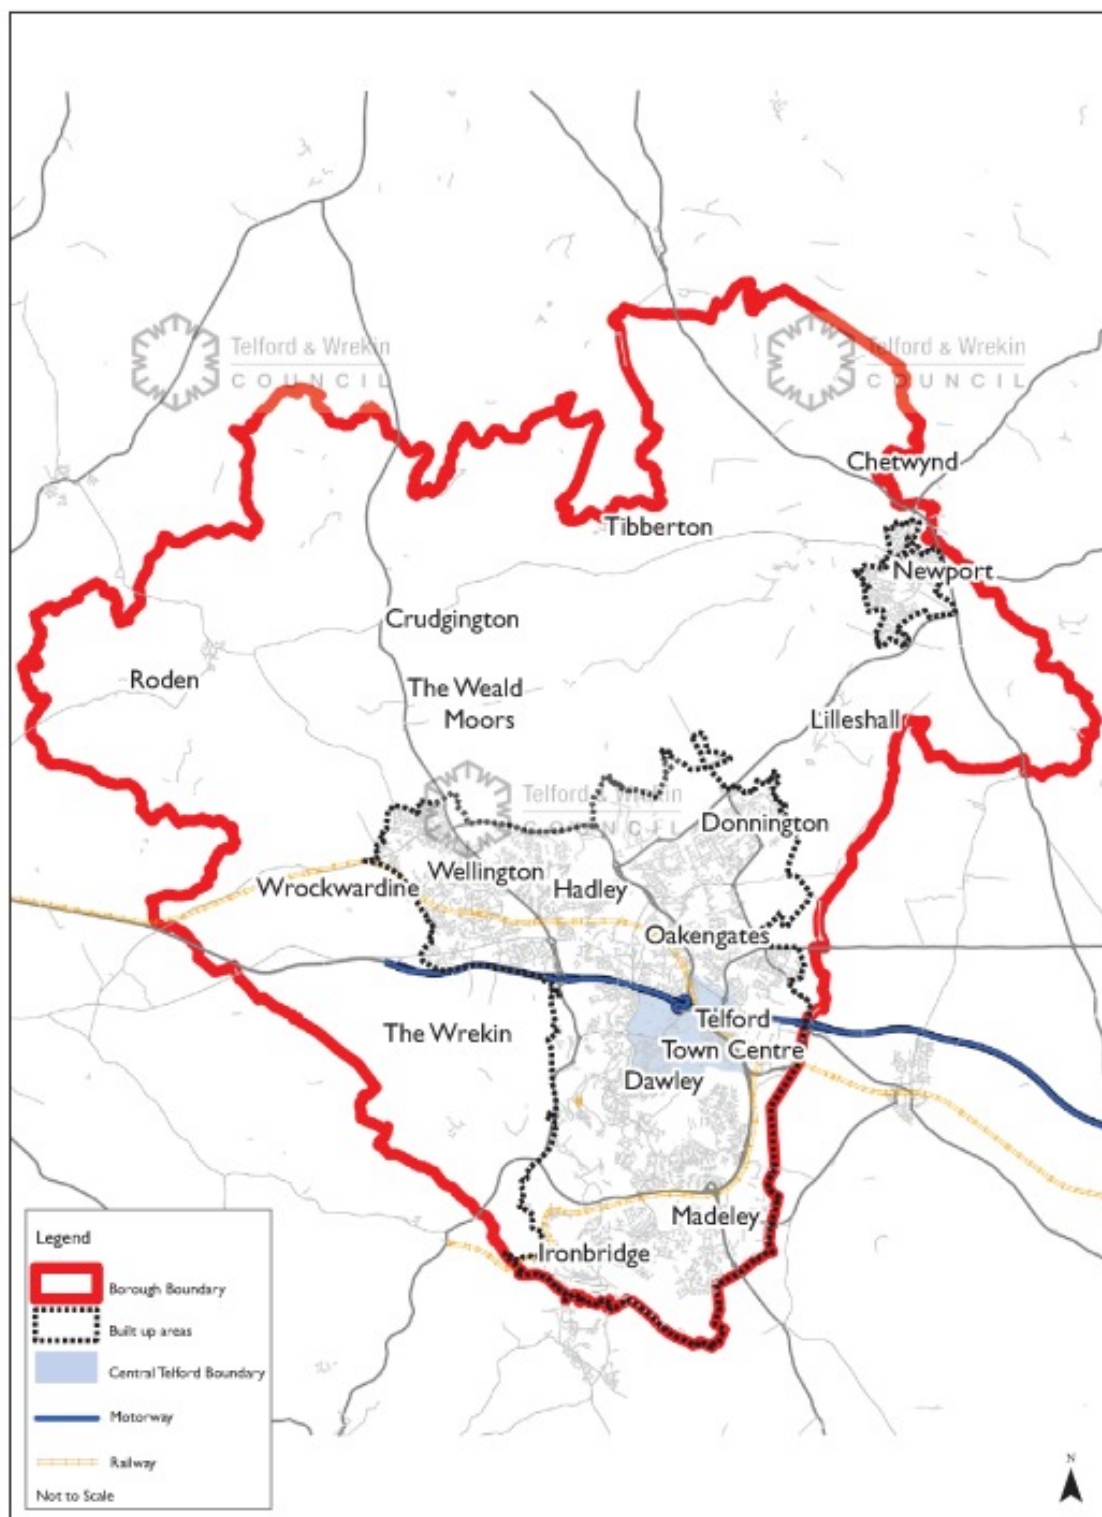 Telford & Wrekin
COUNCIL
Telford & Wrekin
COUNCIL
Chetwynd
Tibberton
Newport
Crudgington
Roden
The Weald
Moors
Lilleshall
Telford & Wrekin
COUNCIL
Donnington
Wellington
Wrockwardine
Hadley
Oakengates
The Wrekin
Telford
Town Centre
Dawley
Madeley
Ironbridge
Legend
Borough Boundary
Built up areas
Central Telford Boundary
Motorway
Railway
Not to Scale
N